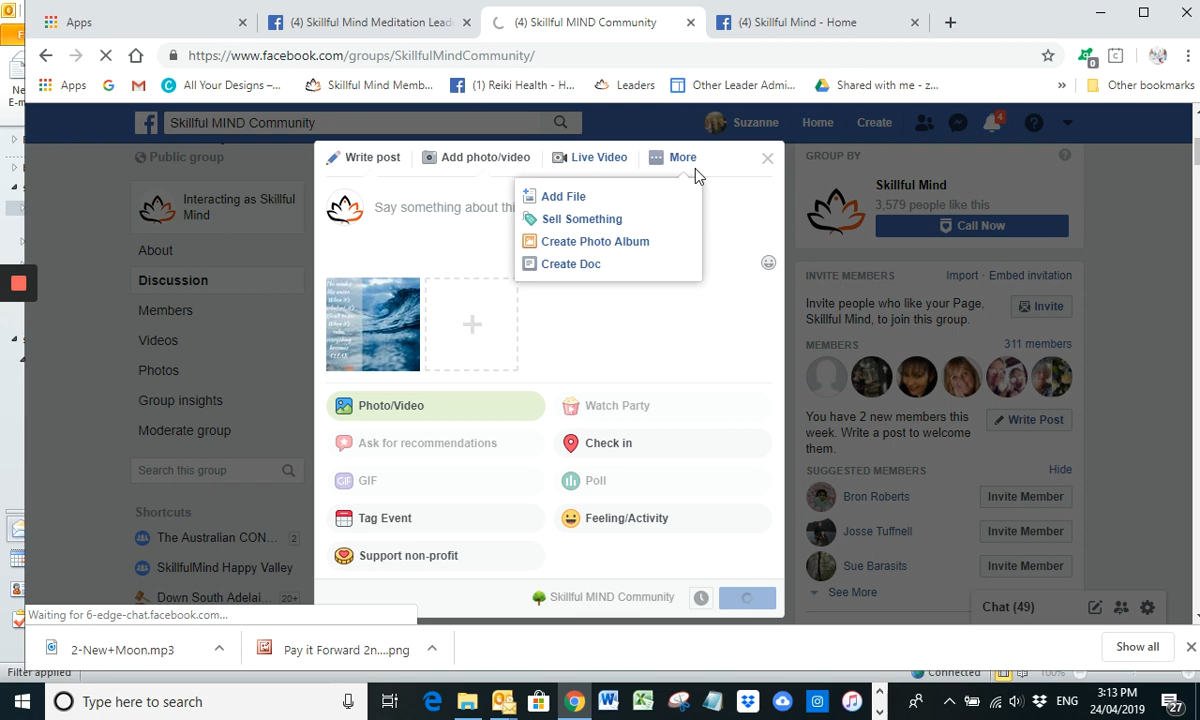 Apps
(4) Skillful Mind Meditation Lead
(4) Skillful MIND Community
(4) Skillful Mind - Home
https://www.facebook.com/groups/SkillfulMindCommunity/
0
Apps
All Your Designs –...
Skillful Mind Memb...
(1) Reiki Health - H...
Leaders
Other Leader Admi...
Shared with me - z...
»
Other bookmarks
Ne
E-m
Skillful MIND Community
Suzanne
Home
Create
4
Public group
Interacting as Skillful
Mind
About
Discussion
Members
Videos
Photos
Group insights
Moderate group
Search this group
Shortcuts
The Australian CON...
2
SkillfulMind Happy Valley
Down South Adelai...
20+
Write post
Add photo/video
Live Video
More
Say something about thi
Add File
Sell Something
Create Photo Album
Create Doc
Photo/Video
Watch Party
Ask for recommendations
Check in
GIF
Poll
Tag Event
Feeling/Activity
Support non-profit
Skillful MIND Community
GROUP BY
Skillful Mind
3,579 people like this
Call Now
INVITE MEMBERS
Import · Embed invitation
Invite people who like your Page,
Skillful Mind, to join this group.
Invite
MEMBERS
311 members
You have 2 new members this
week. Write a post to welcome
them.
Write Post
SUGGESTED MEMBERS
Hide
Bron Roberts
Invite Member
Josse Tuffnell
Invite Member
Sue Barasits
Invite Member
See More
Chat (49)
Waiting for 6-edge-chat.facebook.com...
2-New+Moon.mp3
Pay it Forward 2n....png
Show all
Filter applied
Connected
100%
Type here to search
ENG
3:13 PM
24/04/2019
27